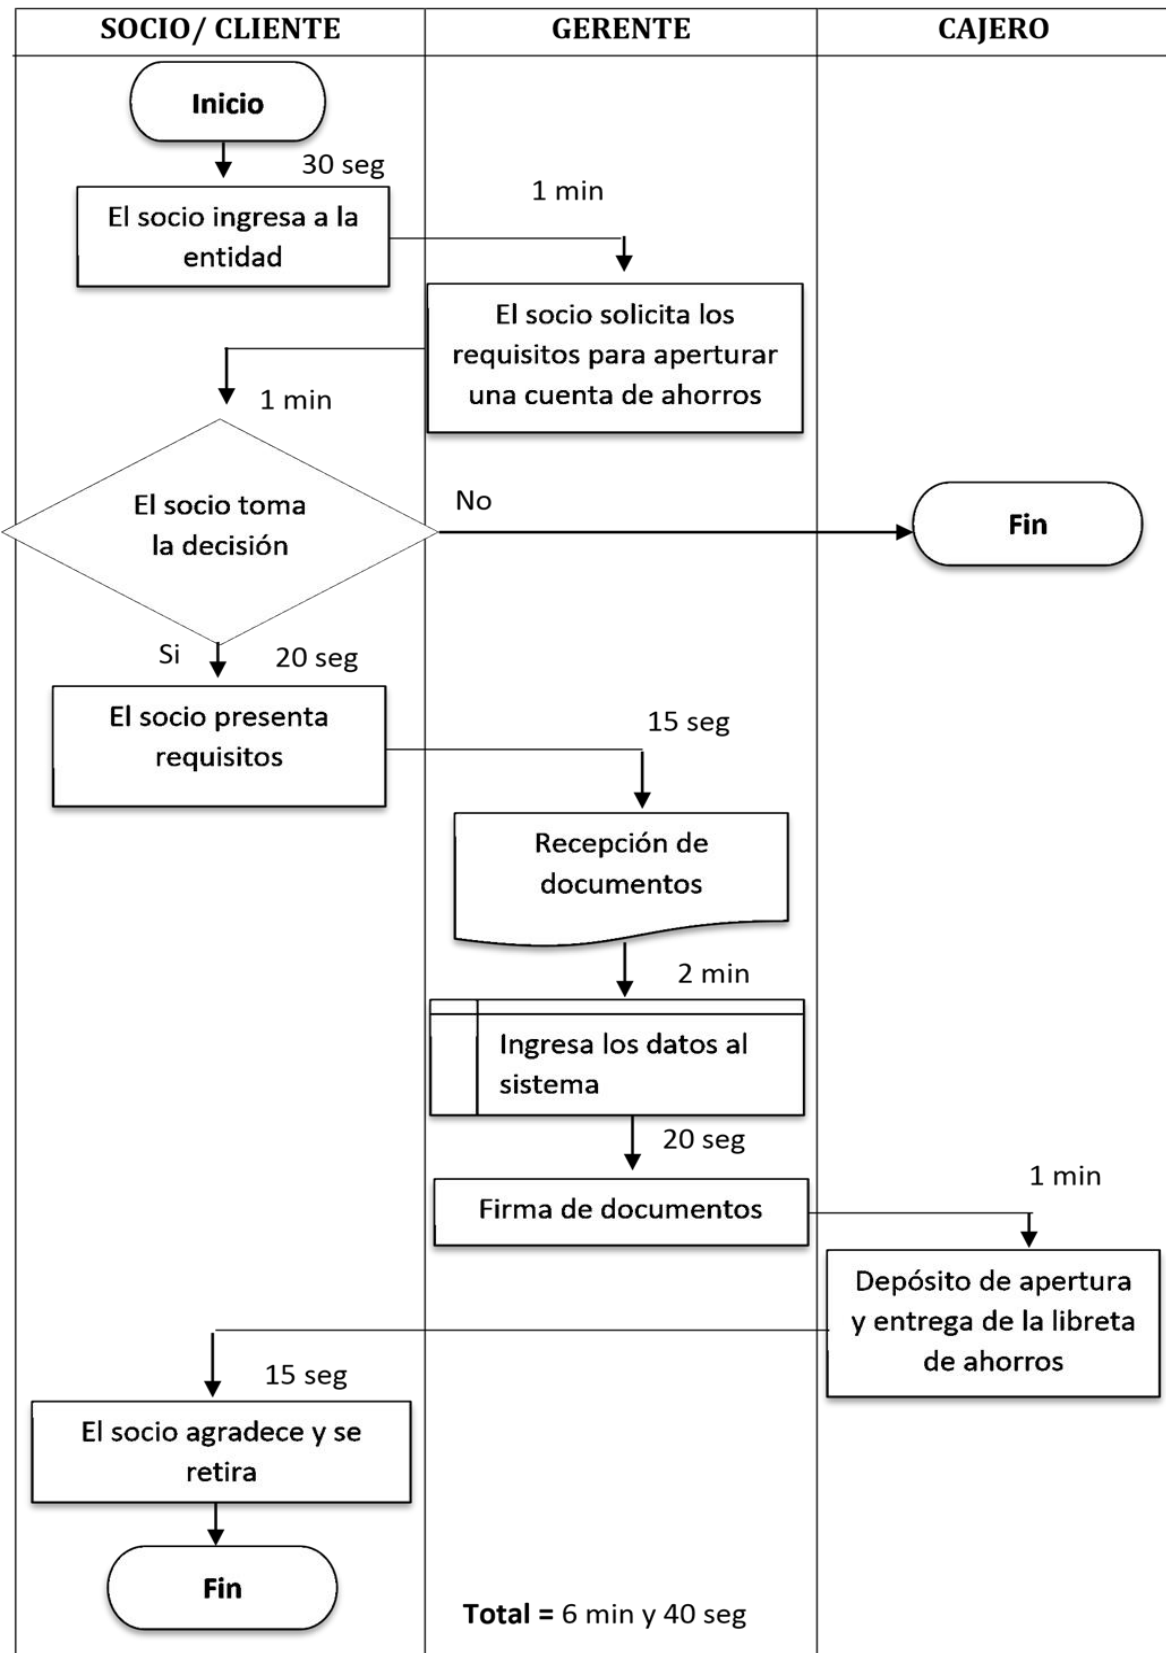 SOCIO/ CLIENTE
GERENTE
CAJERO
Inicio
30 seg
El socio ingresa a la
entidad
1 min
El socio solicita los
requisitos para aperturar
una cuenta de ahorros
1 min
El socio toma
la decisión
No
Fin
Si
20 seg
El socio presenta
requisitos
15 seg
Recepción de
documentos
2 min
Ingresa los datos al
sistema
20 seg
Firma de documentos
1 min
Depósito de apertura
y entrega de la libreta
de ahorros
15 seg
El socio agradece y se
retira
Fin
Total = 6 min y 40 seg